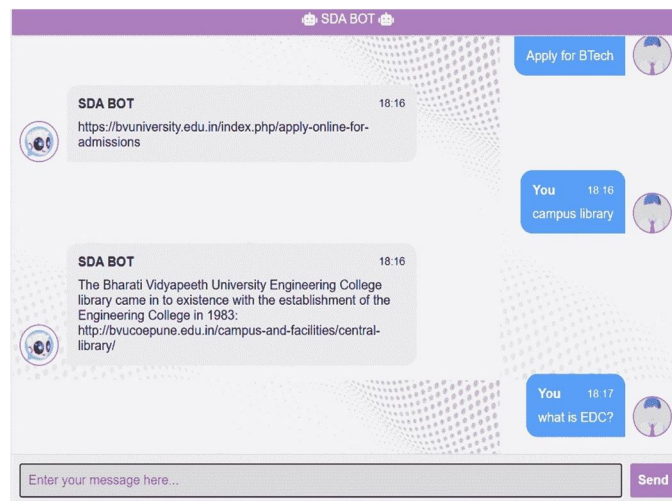 SDA BOT
Apply for BTech
SDA BOT 18:16
https://bvuniversity.edu.in/index.php/apply-online-for-
admissions
You 18 16
campus library
SDA BOT 18:16
The Bharati Vidyapeeth University Engineering College
library came in to existence with the establishment of the
Engineering College in 1983:
http://bvucoepune.edu.in/campus-and-facilities/central-
library/
You 18 17
what is EDC?
Enter your message here...
Send